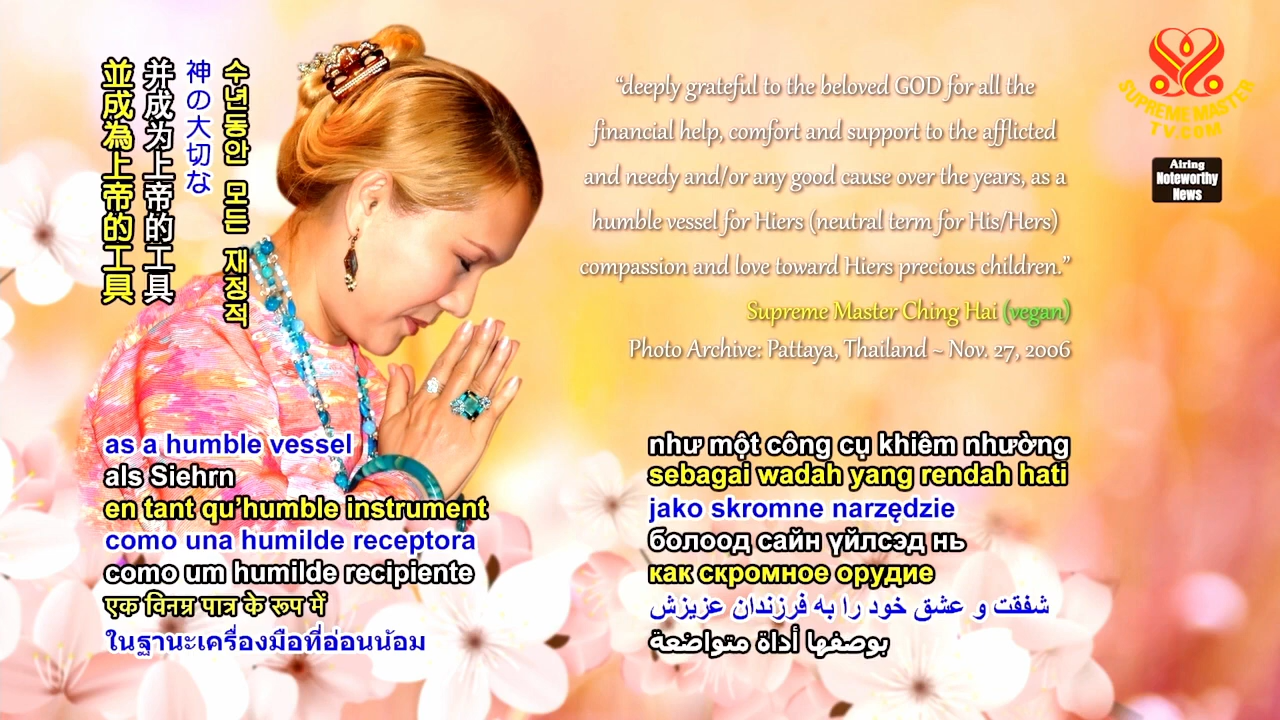 並成為上帝的工具
并成为上帝的工具
神の大切な
수년동안 모든 재정적
“deeply grateful to the beloved GOD for all the
financial help, comfort and support to the afflicted
and needy and/or any good cause over the years, as a
humble vessel for Hiers (neutral term for His/Hers)
compassion and love toward Hiers precious children.”
Supreme Master Ching Hai (vegan)
Photo Archive: Pattaya, Thailand ~ Nov. 27, 2006
SUPREME MASTER
TV.COM
Airing
Noteworthy
News
as a humble vessel
als Siehrn
en tant qu’humble instrument
como una humilde receptora
como um humilde recipiente
एक विनम्र पात्र के रूप में
ในฐานะเครื่องมือที่อ่อนน้อม
như một công cụ khiêm nhường
sebagai wadah yang rendah hati
jako skromne narzędzie
болоод сайн үйлсэд нь
как скромное орудие
شفقت و عشق خود را به فرزندان عزیزش
بوصفها أداة متواضعة